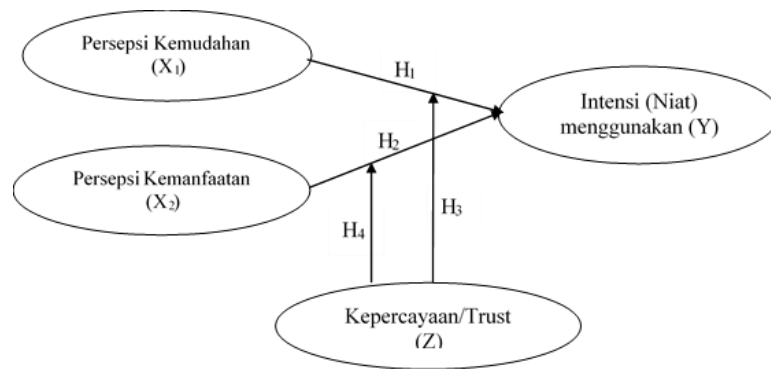 Persepsi Kemudahan
(X₁)
H₁
Intensi (Niat)
menggunakan (Y)
H₂
Persepsi Kemanfaatan
(X₂)
H₄
H₃
Kepercayaan/Trust
(Z)